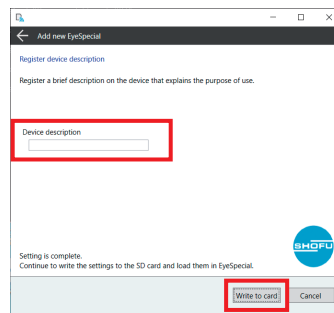 Add new EyeSpecial
Register device description
Register a brief description on the device that explains the purpose of use.
Device description
SHOFU
Setting is complete.
Continue to write the settings to the SD card and load them in EyeSpecial.
Write to card
Cancel